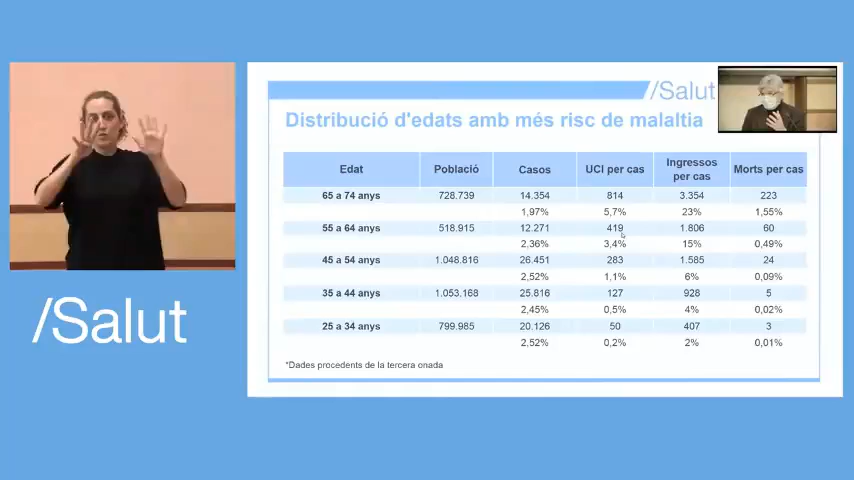 /Salut
Distribució d'edats amb més risc de malaltia
Edat Població Casos UCI per cas Ingressos per cas Morts per cas
65 a 74 anys 728.739 14.354 814 3.354 223
1,97% 5,7% 23% 1,55%
55 a 64 anys 518.915 12.271 419 1.806 60
2,36% 3,4% 15% 0,49%
45 a 54 anys 1.048.816 26.451 283 1.585 24
2,52% 1,1% 6% 0,09%
35 a 44 anys 1.053.168 25.816 127 928 5
2,45% 0,5% 4% 0,02%
25 a 34 anys 799.985 20.126 50 407 3
2,52% 0,2% 2% 0,01%
*Dades procedents de la tercera onada
/Salut